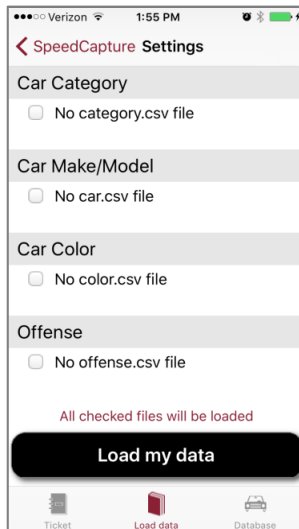 ●●●○○ Verizon 1:55 PM
SpeedCapture Settings
Car Category
No category.csv file
Car Make/Model
No car.csv file
Car Color
No color.csv file
Offense
No offense.csv file
All checked files will be loaded
Load my data
Ticket Load data Database